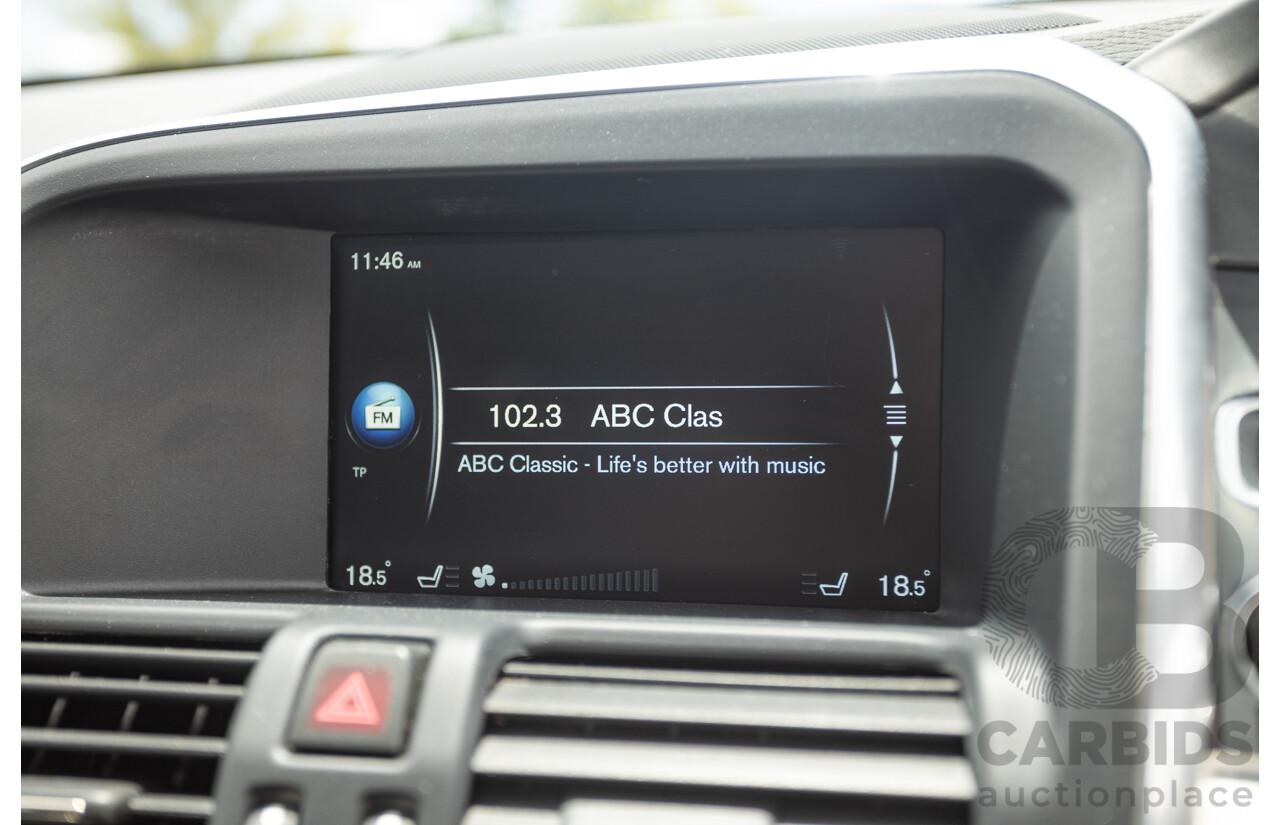 11:46 AM
FM
102.3 ABC Clas
TP
ABC Classic - Life's better with music
18.5° 18.5°
CB
CARBIDS
auctionplace